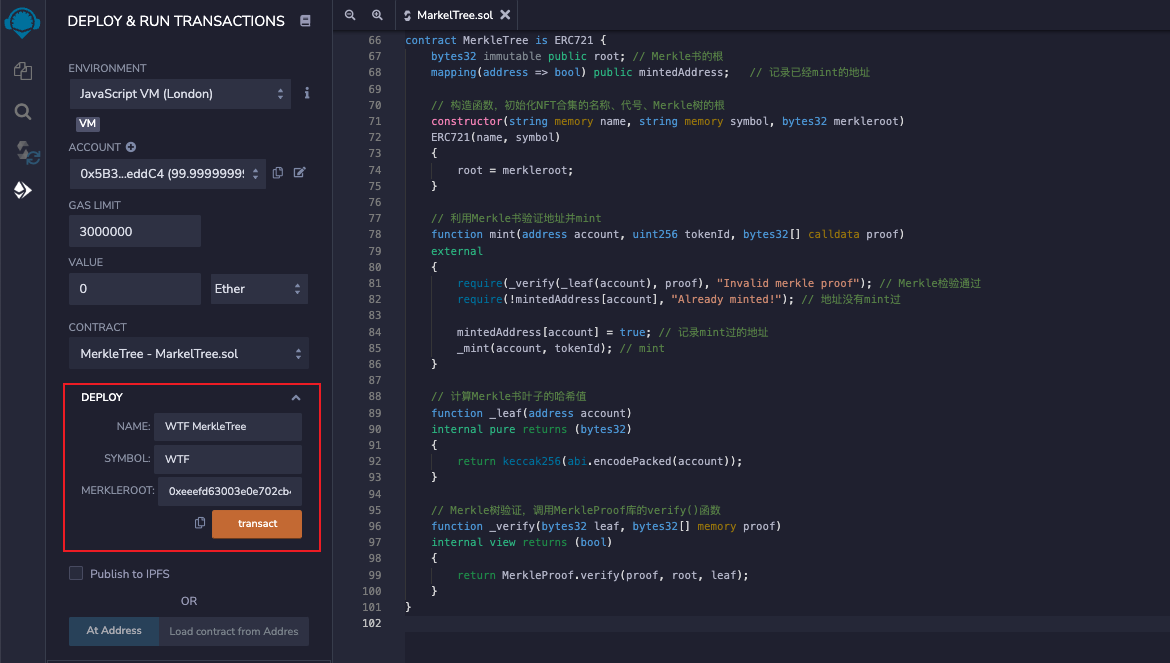 DEPLOY & RUN TRANSACTIONS
ENVIRONMENT
JavaScript VM (London)
VM
ACCOUNT
0x5B3...eddC4 (99.9999999
GAS LIMIT
3000000
VALUE
0
Ether
CONTRACT
MerkleTree - MarkelTree.sol
DEPLOY
NAME: WTF MerkleTree
SYMBOL: WTF
MERKLEROOT: 0xeeefd63003e0e702cb
transact
Publish to IPFS
OR
At Address
Load contract from Addres
MarkelTree.sol
66 contract MerkleTree is ERC721 {
67 bytes32 immutable public root; // Merkle书的根
68 mapping(address => bool) public mintedAddress; // 记录已经mint的地址
69
70 // 构造函数，初始化NFT合集的名称、代号、Merkle树的根
71 constructor(string memory name, string memory symbol, bytes32 merkleroot)
72 ERC721(name, symbol)
73 {
74 root = merkleroot;
75 }
76
77 // 利用Merkle书验证地址并mint
78 function mint(address account, uint256 tokenId, bytes32[] calldata proof)
79 external
80 {
81 require(_verify(_leaf(account), proof), "Invalid merkle proof"); // Merkle检验通过
82 require(!mintedAddress[account], "Already minted!"); // 地址没有mint过
83
84 mintedAddress[account] = true; // 记录mint过的地址
85 _mint(account, tokenId); // mint
86 }
87
88 // 计算Merkle书叶子的哈希值
89 function _leaf(address account)
90 internal pure returns (bytes32)
91 {
92 return keccak256(abi.encodePacked(account));
93 }
94
95 // Merkle树验证，调用MerkleProof库的verify()函数
96 function _verify(bytes32 leaf, bytes32[] memory proof)
97 internal view returns (bool)
98 {
99 return MerkleProof.verify(proof, root, leaf);
100 }
101 }
102